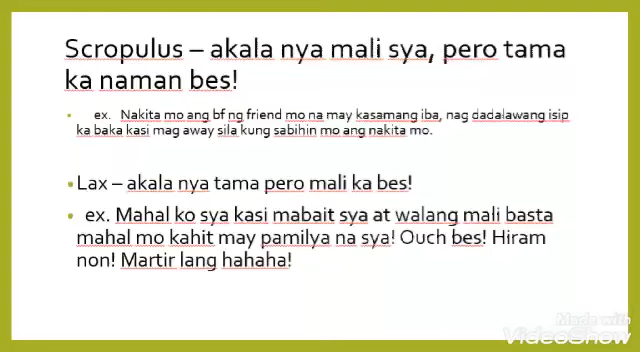 Scropulus – akala nya mali sya, pero tama
ka naman bes!
ex. Nakita mo ang bf ng friend mo na may kasamang iba, nag dadalawang isip
ka baka kasi mag away sila kung sabihin mo ang nakita mo.
Lax – akala nya tama pero mali ka bes!
ex. Mahal ko sya kasi mabait sya at walang mali basta
mahal mo kahit may pamilya na sya! Ouch bes! Hiram
non! Martir lang hahaha!
Made with
VideoShow